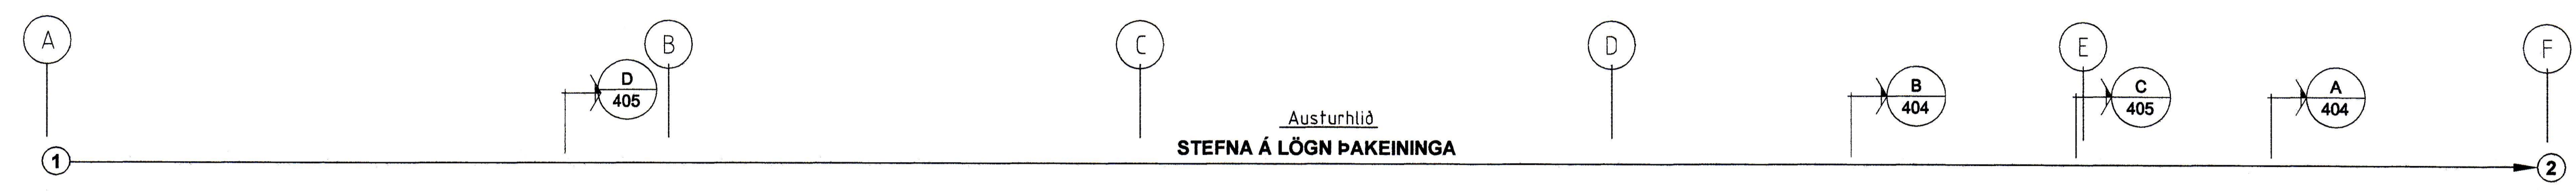 A B C D E F
D
405
B
404
C
405
A
404
Austurhlið
STEFNA Á LÖGN ÞAKEININGA
1 2